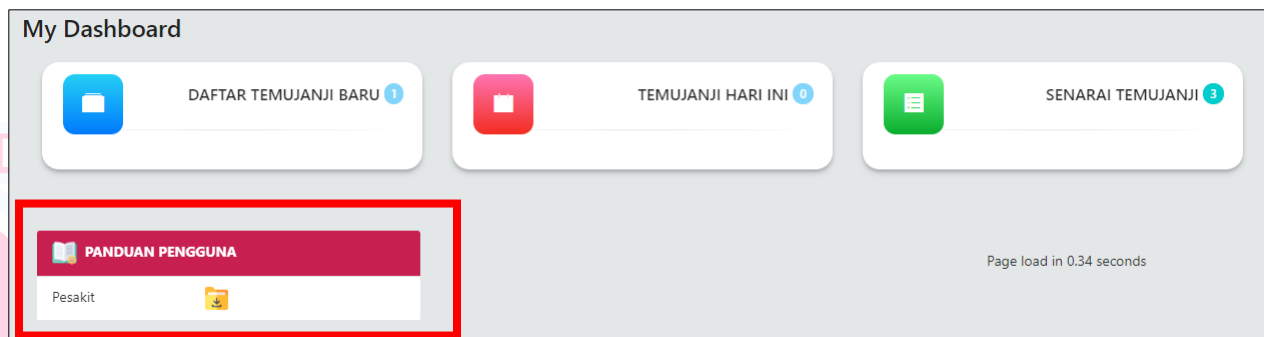 My Dashboard
DAFTAR TEMUJANJI BARU 1
TEMUJANJI HARI INI 0
SENARAI TEMUJANJI 3
PANDUAN PENGGUNA
Page load in 0.34 seconds
Pesakit